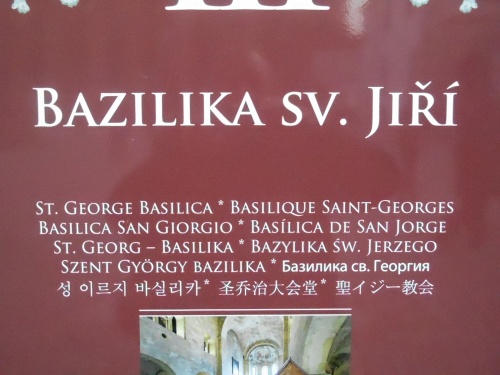 BAZILIKA SV. JIŘÍ
ST. GEORGE BASILICA * BASILIQUE SAINT-GEORGES
BASILICA SAN GIORGIO * BASÍLICA DE SAN JORGE
ST. GEORG – BASILIKA * BAZYLIKA ŚW. JERZEGO
SZENT GYÖRGY BAZILIKA * Базилика св. Георгия
성 이르지 바실리카* 圣乔治大会堂* 聖イジー教会